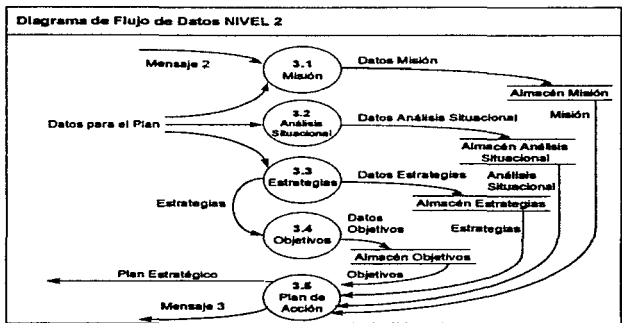 Diagrama de Flujo de Datos NIVEL 2
Mensaje 2
3.1
Misión
Datos Misión
Almacén Misión
Misión
Datos para el Plan
3.2
Análisis
Situacional
Datos Análisis Situacional
Almacén Análisis
Situacional
Análisis
Situacional
3.3
Estrategias
Datos Estrategias
Almacén Estrategias
Estrategias
Estrategias
3.4
Objetivos
Datos
Objetivos
Almacén Objetivos
Objetivos
Plan Estratégico
3.5
Plan de
Acción
Mensaje 3